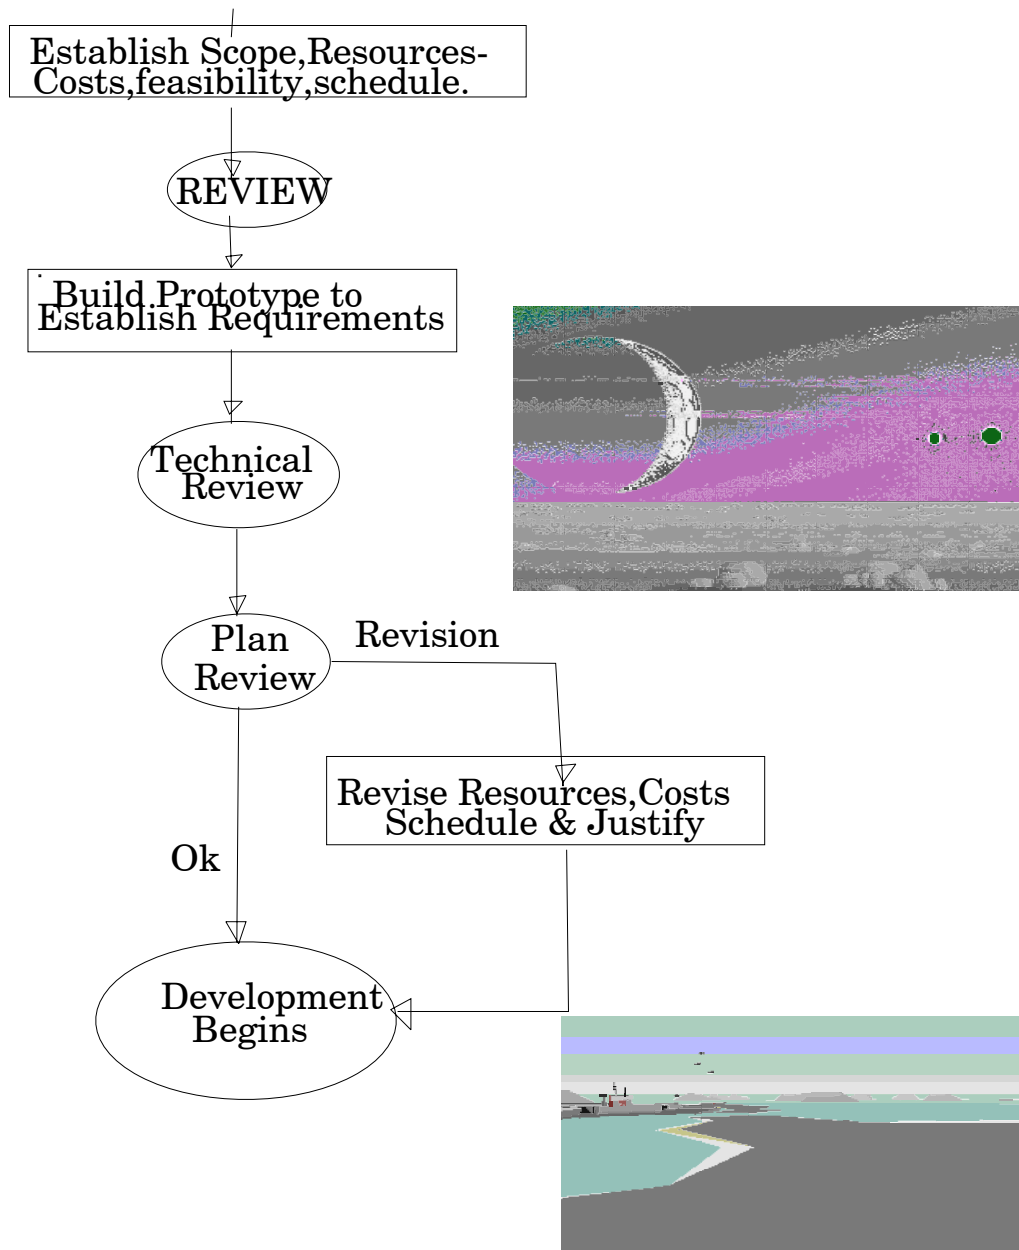 Establish Scope,Resources-
Costs,feasibility,schedule.
REVIEW
Build Prototype to
Establish Requirements
Technical
Review
Plan
Review
Revision
Revise Resources,Costs
Schedule & Justify
Ok
Development
Begins